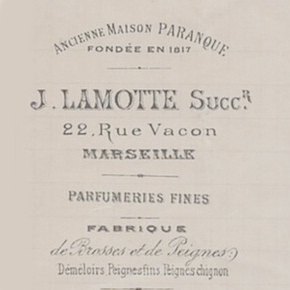 ANCIENNE MAISON PARANQUE
FONDÉE EN 1817
J. LAMOTTE SUCCR
22, Rue Vacon
MARSEILLE
PARFUMERIES FINES
FABRIQUE
de Brosses et de Peignes
Déméloirs, Peignes fins, Peignes chignon